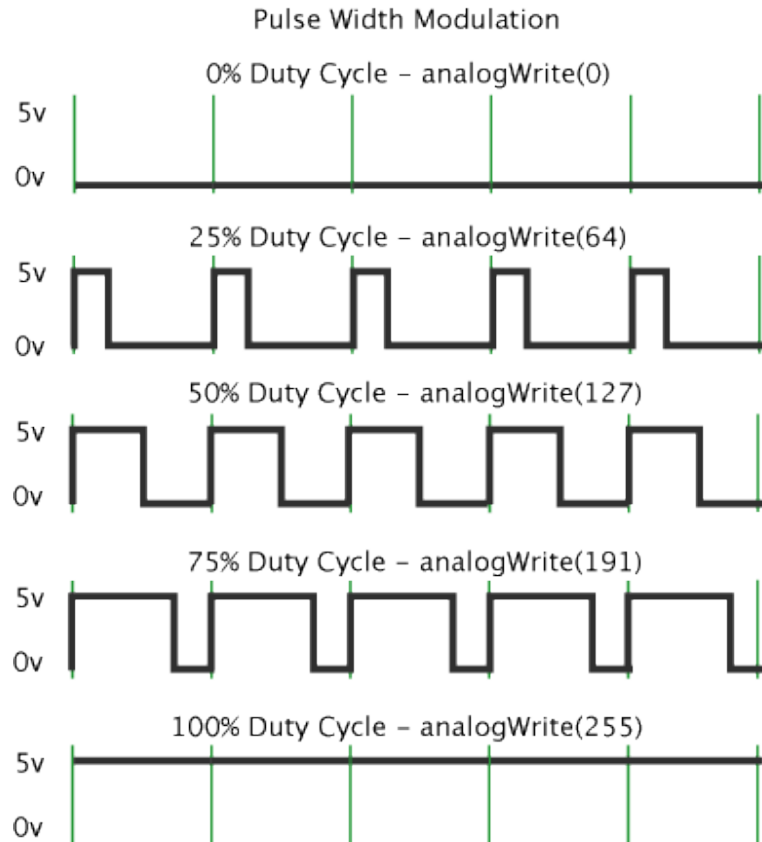 Pulse Width Modulation
0% Duty Cycle – analogWrite(0)
5v
0v
25% Duty Cycle – analogWrite(64)
5v
0v
50% Duty Cycle – analogWrite(127)
5v
0v
75% Duty Cycle – analogWrite(191)
5v
0v
100% Duty Cycle – analogWrite(255)
5v
0v